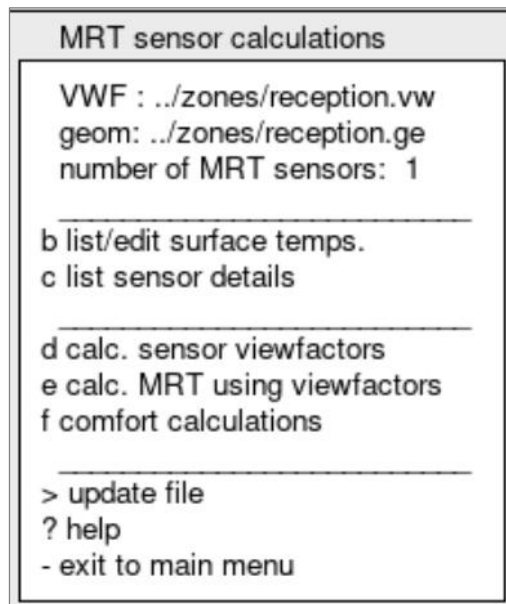 MRT sensor calculations
VWF : ../zones/reception.vw
geom: ../zones/reception.ge
number of MRT sensors: 1
b list/edit surface temps.
c list sensor details
d calc. sensor viewfactors
e calc. MRT using viewfactors
f comfort calculations
> update file
? help
- exit to main menu